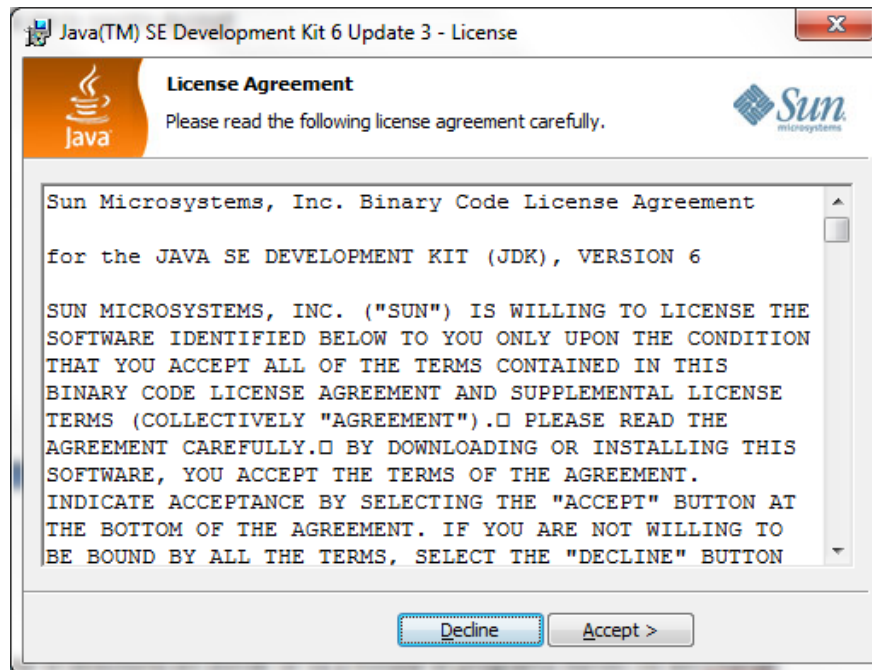 Java(TM) SE Development Kit 6 Update 3 - License
License Agreement
Please read the following license agreement carefully.
Java
Sun
microsystems
Sun Microsystems, Inc. Binary Code License Agreement
for the JAVA SE DEVELOPMENT KIT (JDK), VERSION 6
SUN MICROSYSTEMS, INC. ("SUN") IS WILLING TO LICENSE THE
SOFTWARE IDENTIFIED BELOW TO YOU ONLY UPON THE CONDITION
THAT YOU ACCEPT ALL OF THE TERMS CONTAINED IN THIS
BINARY CODE LICENSE AGREEMENT AND SUPPLEMENTAL LICENSE
TERMS (COLLECTIVELY "AGREEMENT").□ PLEASE READ THE
AGREEMENT CAREFULLY.□ BY DOWNLOADING OR INSTALLING THIS
SOFTWARE, YOU ACCEPT THE TERMS OF THE AGREEMENT.
INDICATE ACCEPTANCE BY SELECTING THE "ACCEPT" BUTTON AT
THE BOTTOM OF THE AGREEMENT. IF YOU ARE NOT WILLING TO
BE BOUND BY ALL THE TERMS, SELECT THE "DECLINE" BUTTON
Decline
Accept >